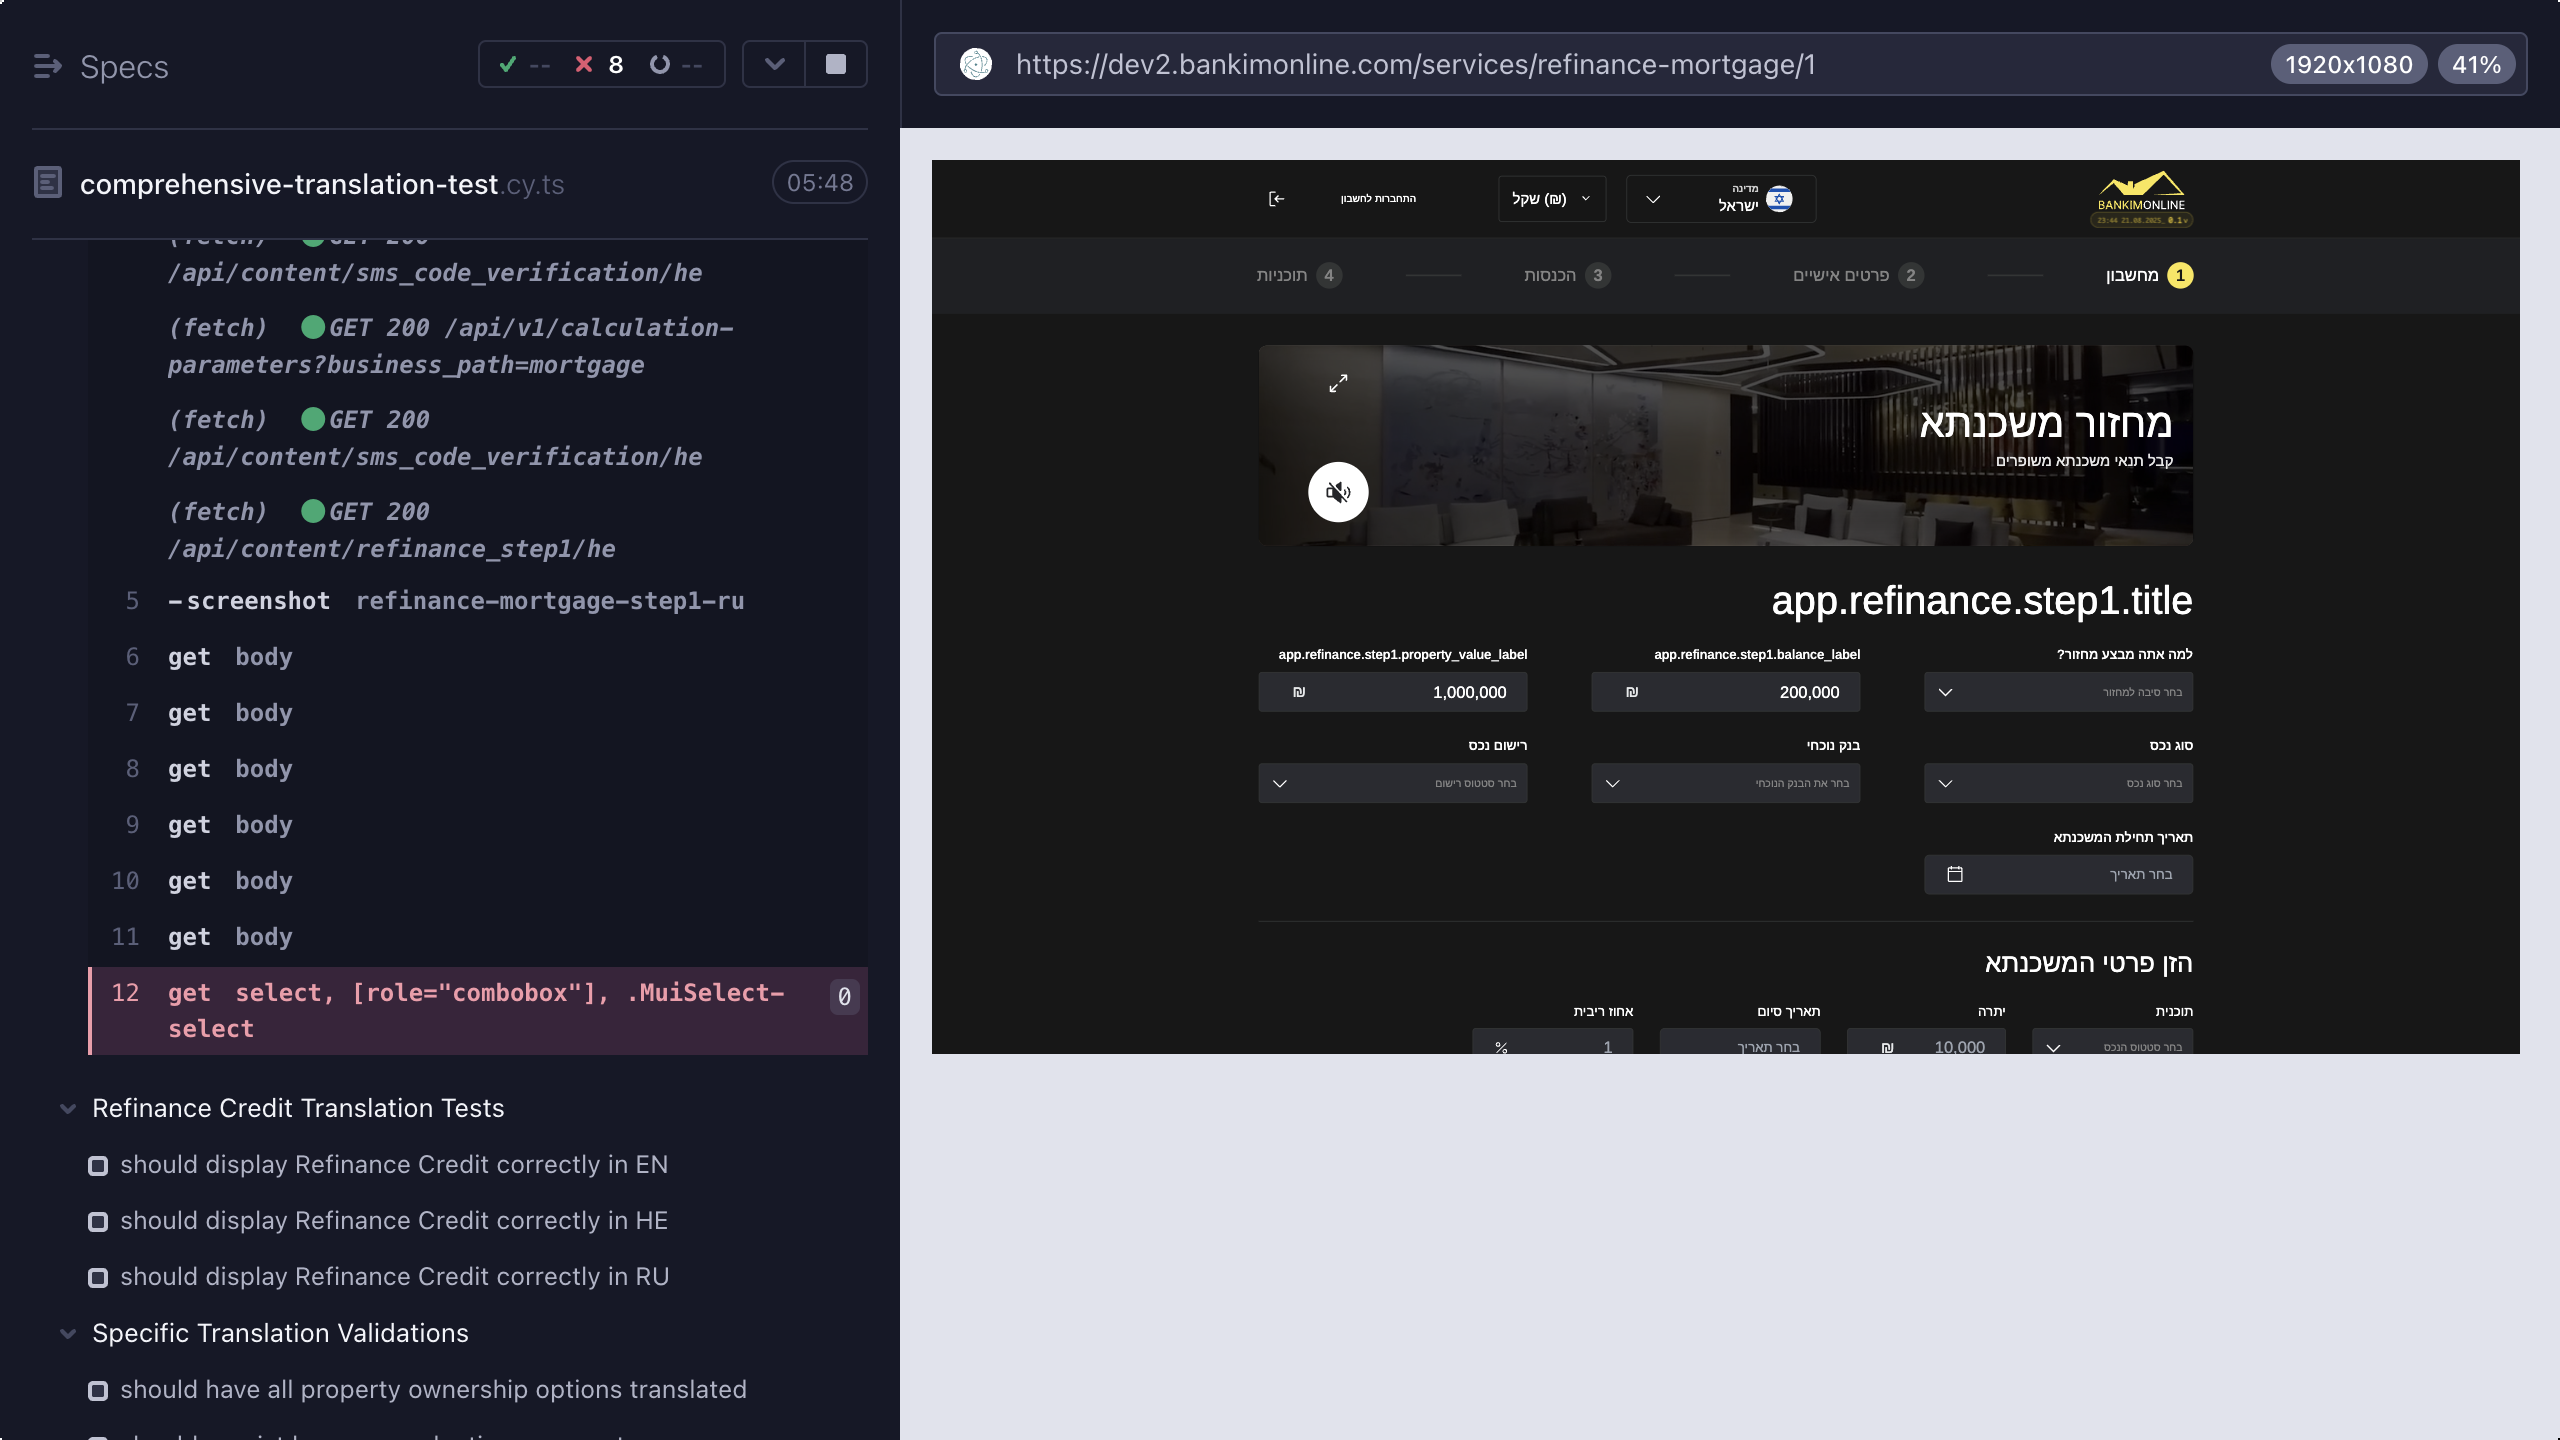 Specs
-- 8 --
comprehensive-translation-test.cy.ts
05:48
(fetch) GET 200
/api/content/sms_code_verification/he
(fetch) GET 200 /api/v1/calculation-
parameters?business_path=mortgage
(fetch) GET 200
/api/content/sms_code_verification/he
(fetch) GET 200
/api/content/refinance_step1/he
5 -screenshot refinance-mortgage-step1-ru
6 get body
7 get body
8 get body
9 get body
10 get body
11 get body
12 get select, [role="combobox"], .MuiSelect-
select
0
Refinance Credit Translation Tests
should display Refinance Credit correctly in EN
should display Refinance Credit correctly in HE
should display Refinance Credit correctly in RU
Specific Translation Validations
should have all property ownership options translated
https://dev2.bankimonline.com/services/refinance-mortgage/1
1920x1080
41%
BANKIMONLINE
מדינה
ישראל
שקל (₪)
התחברות לחשבון
1 מחשבון
2 פרטים אישיים
3 הכנסות
4 תוכניות
מחזור משכנתא
קבל תנאי משכנתא משופרים
app.refinance.step1.title
למה אתה מבצע מחזור?
app.refinance.step1.balance_label
app.refinance.step1.property_value_label
בחר סיבה למחזור
200,000 ₪
1,000,000 ₪
סוג נכס
בנק נוכחי
רישום נכס
בחר סוג נכס
בחר את הבנק הנוכחי
בחר סטטוס רישום
תאריך תחילת המשכנתא
בחר תאריך
הזן פרטי המשכנתא
תוכנית
יתרה
תאריך סיום
אחוז ריבית
בחר סטטוס הנכס
10,000 ₪
בחר תאריך
1 %